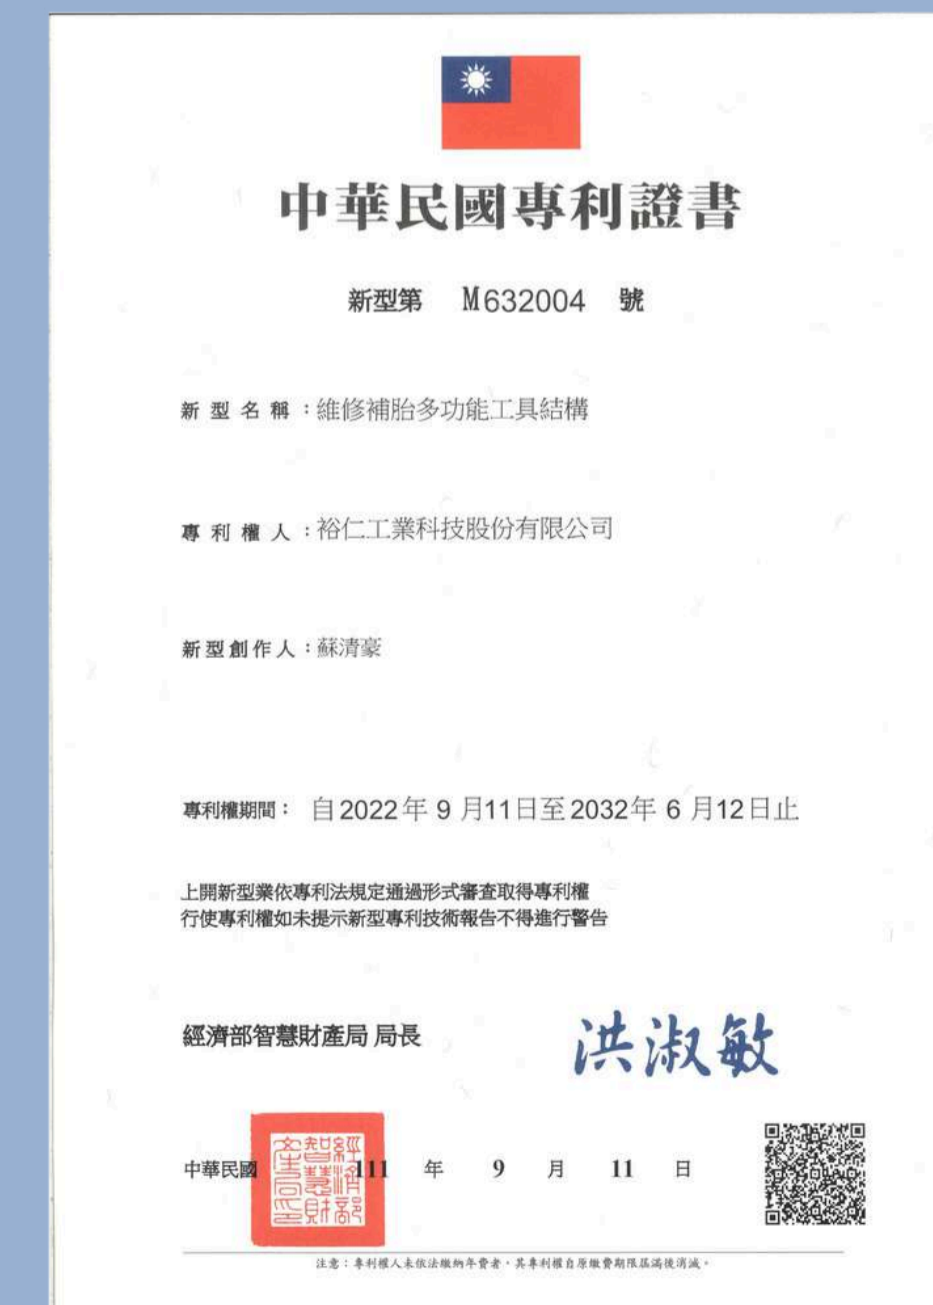 中華民國專利證書
新型第 M632004 號
新型名稱：維修補胎多功能工具結構
專利權人：裕仁工業科技股份有限公司
新型創作人：蘇清豪
專利權期間： 自2022年 9 月11日至2032年 6 月12日止
上開新型業依專利法規定通過形式審查取得專利權
行使專利權如未提示新型專利技術報告不得進行警告
經濟部智慧財產局 局長 洪淑敏
經濟部智慧財產局印
中華民國 111 年 9 月 11 日
注意：專利權人未依法繳納年費者，其專利權自原繳費期限屆滿後消滅。